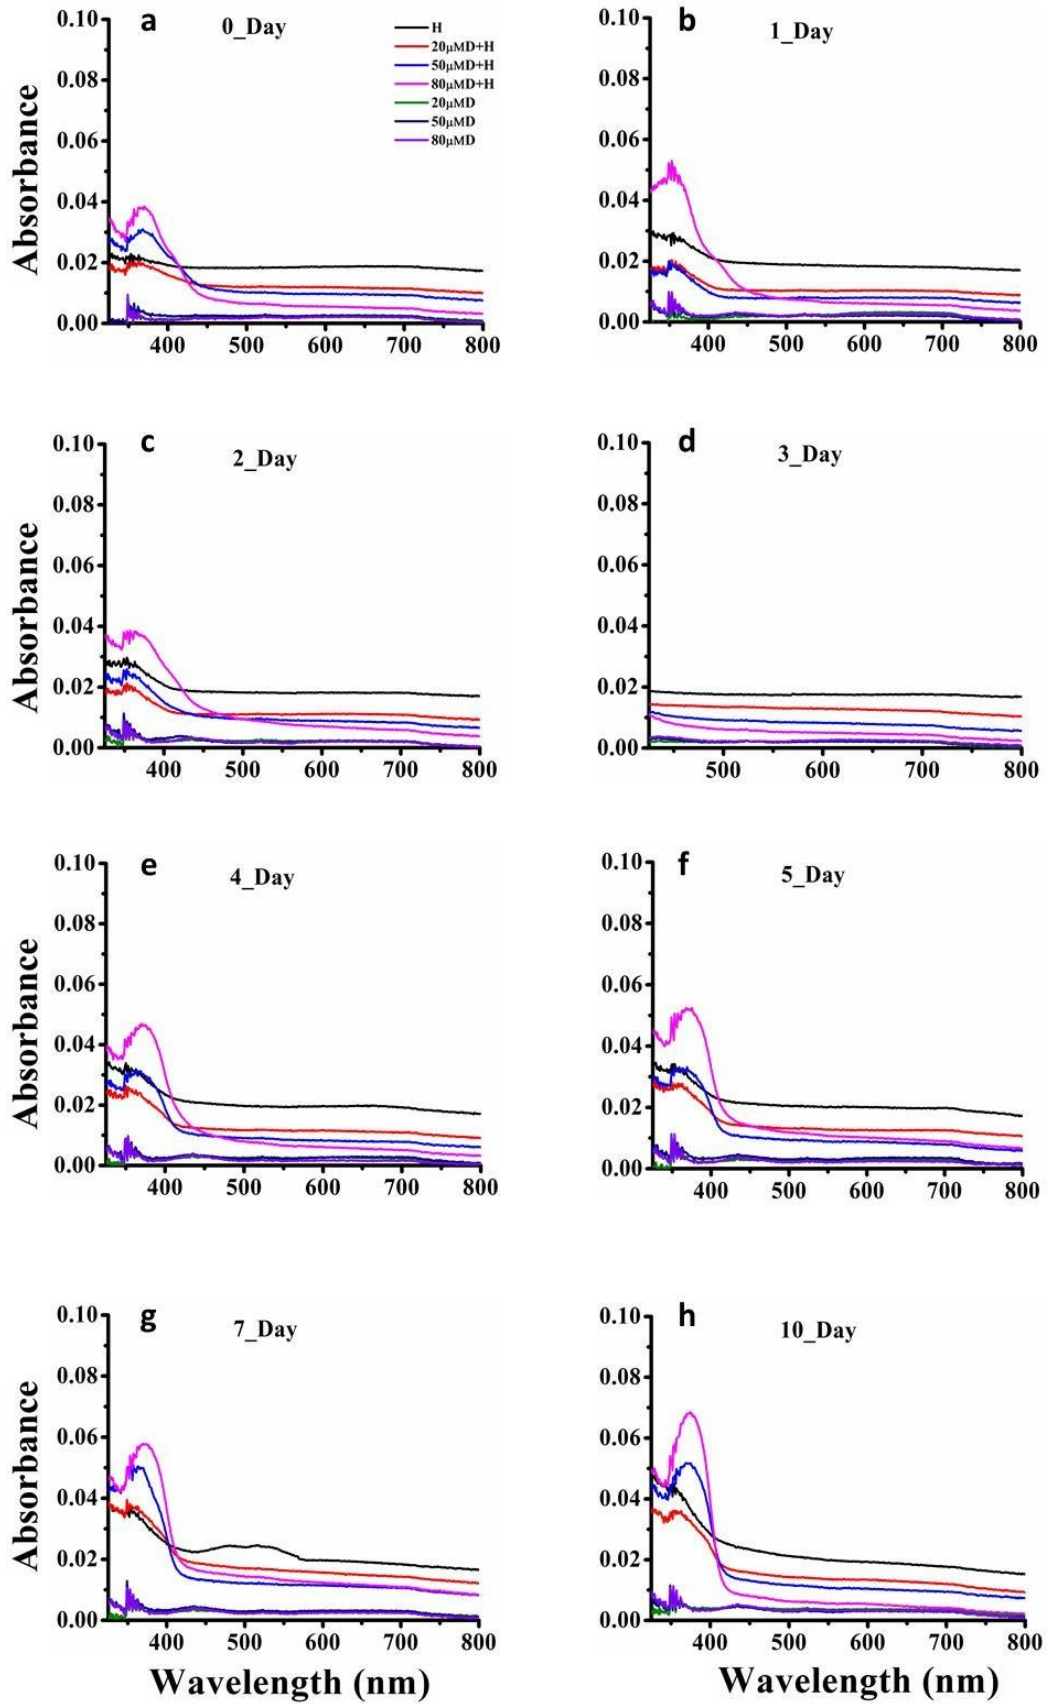 a
0_Day
H
20μMD+H
50μMD+H
80μMD+H
20μMD
50μMD
80μMD
0.10
0.08
0.06
0.04
0.02
0.00
400 500 600 700 800
Absorbance
b
1_Day
0.10
0.08
0.06
0.04
0.02
0.00
400 500 600 700 800
c
2_Day
0.10
0.08
0.06
0.04
0.02
0.00
400 500 600 700 800
Absorbance
d
3_Day
0.10
0.08
0.06
0.04
0.02
0.00
500 600 700 800
e
4_Day
0.10
0.08
0.06
0.04
0.02
0.00
400 500 600 700 800
Absorbance
f
5_Day
0.10
0.08
0.06
0.04
0.02
0.00
400 500 600 700 800
g
7_Day
0.10
0.08
0.06
0.04
0.02
0.00
400 500 600 700 800
Absorbance
Wavelength (nm)
h
10_Day
0.10
0.08
0.06
0.04
0.02
0.00
400 500 600 700 800
Wavelength (nm)